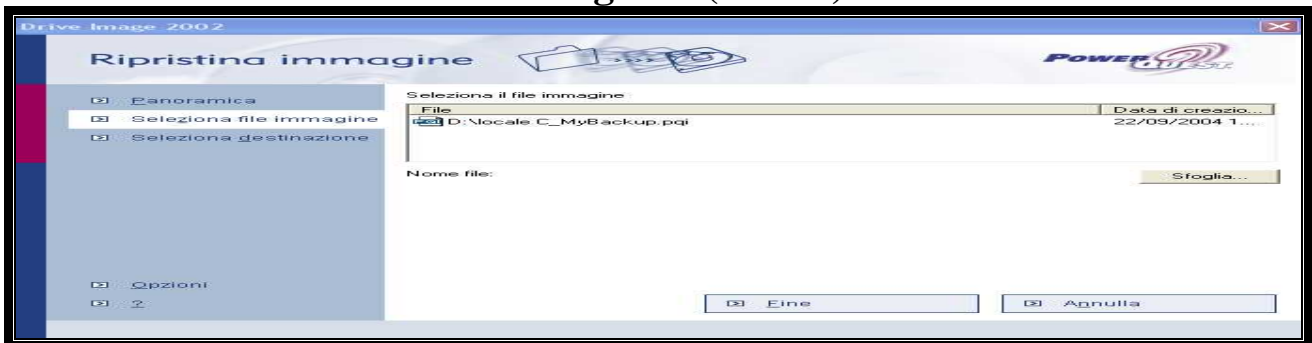 Drive Image 2002
Ripristina immagine
POWERQUEST
Panoramica
Seleziona file immagine
Seleziona destinazione
Seleziona il file immagine
File
Data di creazio...
D:\locale C_MyBackup.pqi
22/09/2004 1...
Nome file:
Sfoglia...
Opzioni
?
Fine
Annulla